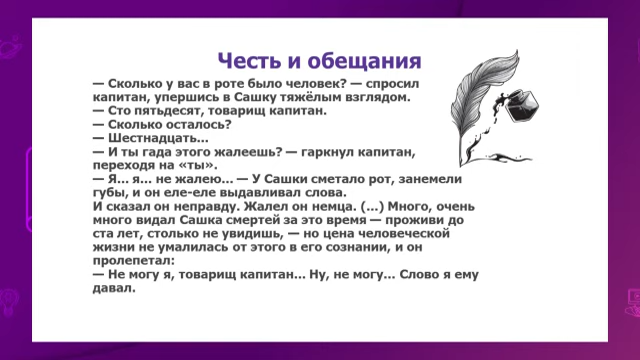 Честь и обещания
— Сколько у вас в роте было человек? — спросил
капитан, упершись в Сашку тяжёлым взглядом.
— Сто пятьдесят, товарищ капитан.
— Сколько осталось?
— Шестнадцать…
— И ты гада этого жалеешь? — гаркнул капитан,
переходя на «ты».
— Я… я… не жалею… — У Сашки сметало рот, занемели
губы, и он еле-еле выдавливал слова.
И сказал он неправду. Жалел он немца. (...) Много, очень
много видал Сашка смертей за это время — проживи до
ста лет, столько не увидишь, — но цена человеческой
жизни не умалилась от этого в его сознании, и он
пролепетал:
— Не могу я, товарищ капитан… Ну, не могу… Слово я ему
давал.